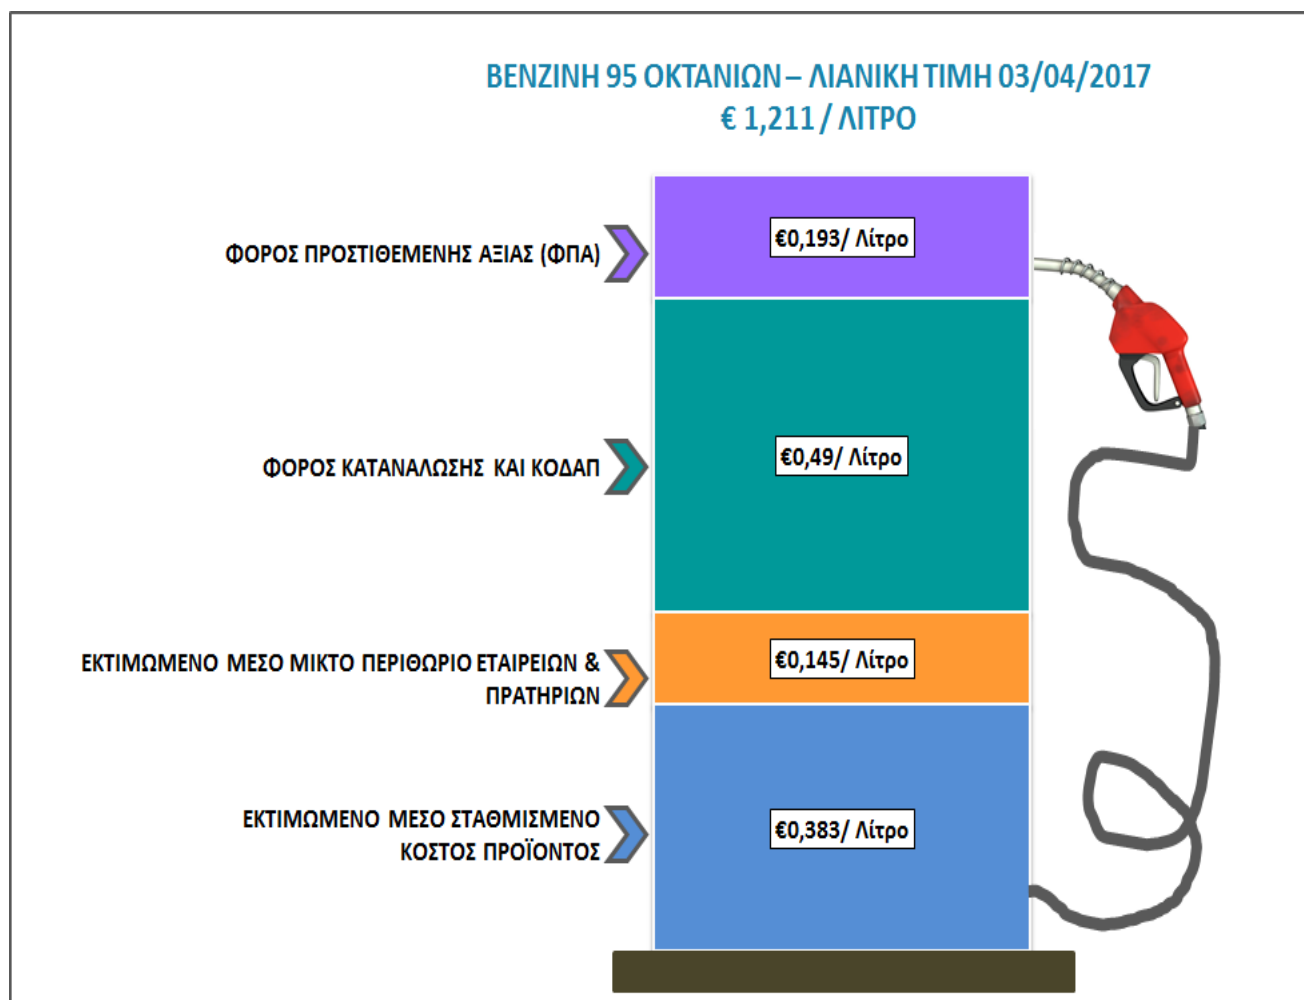 ΒΕΝΖΙΝΗ 95 ΟΚΤΑΝΙΩΝ – ΛΙΑΝΙΚΗ ΤΙΜΗ 03/04/2017
€ 1,211 / ΛΙΤΡΟ
ΦΟΡΟΣ ΠΡΟΣΤΙΘΕΜΕΝΗΣ ΑΞΙΑΣ (ΦΠΑ)
€0,193/ Λίτρο
ΦΟΡΟΣ ΚΑΤΑΝΑΛΩΣΗΣ ΚΑΙ ΚΟΔΑΠ
€0,49/ Λίτρο
ΕΚΤΙΜΩΜΕΝΟ ΜΕΣΟ ΜΙΚΤΟ ΠΕΡΙΘΩΡΙΟ ΕΤΑΙΡΕΙΩΝ &
ΠΡΑΤΗΡΙΩΝ
€0,145/ Λίτρο
ΕΚΤΙΜΩΜΕΝΟ ΜΕΣΟ ΣΤΑΘΜΙΣΜΕΝΟ
ΚΟΣΤΟΣ ΠΡΟΪΟΝΤΟΣ
€0,383/ Λίτρο